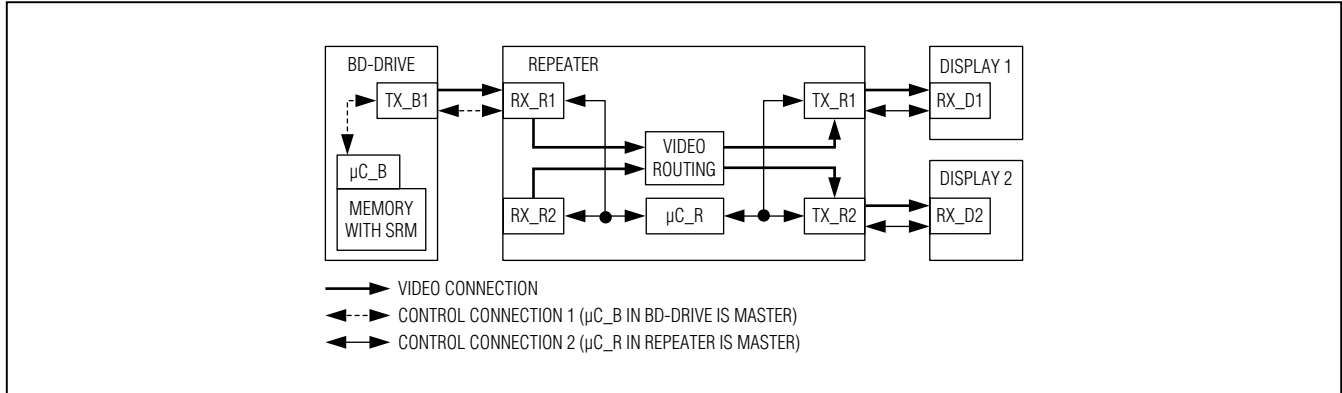 BD-DRIVE
TX_B1
µC_B
MEMORY
WITH SRM
REPEATER
RX_R1
RX_R2
VIDEO
ROUTING
µC_R
TX_R1
TX_R2
DISPLAY 1
RX_D1
DISPLAY 2
RX_D2
VIDEO CONNECTION
CONTROL CONNECTION 1 (µC_B IN BD-DRIVE IS MASTER)
CONTROL CONNECTION 2 (µC_R IN REPEATER IS MASTER)